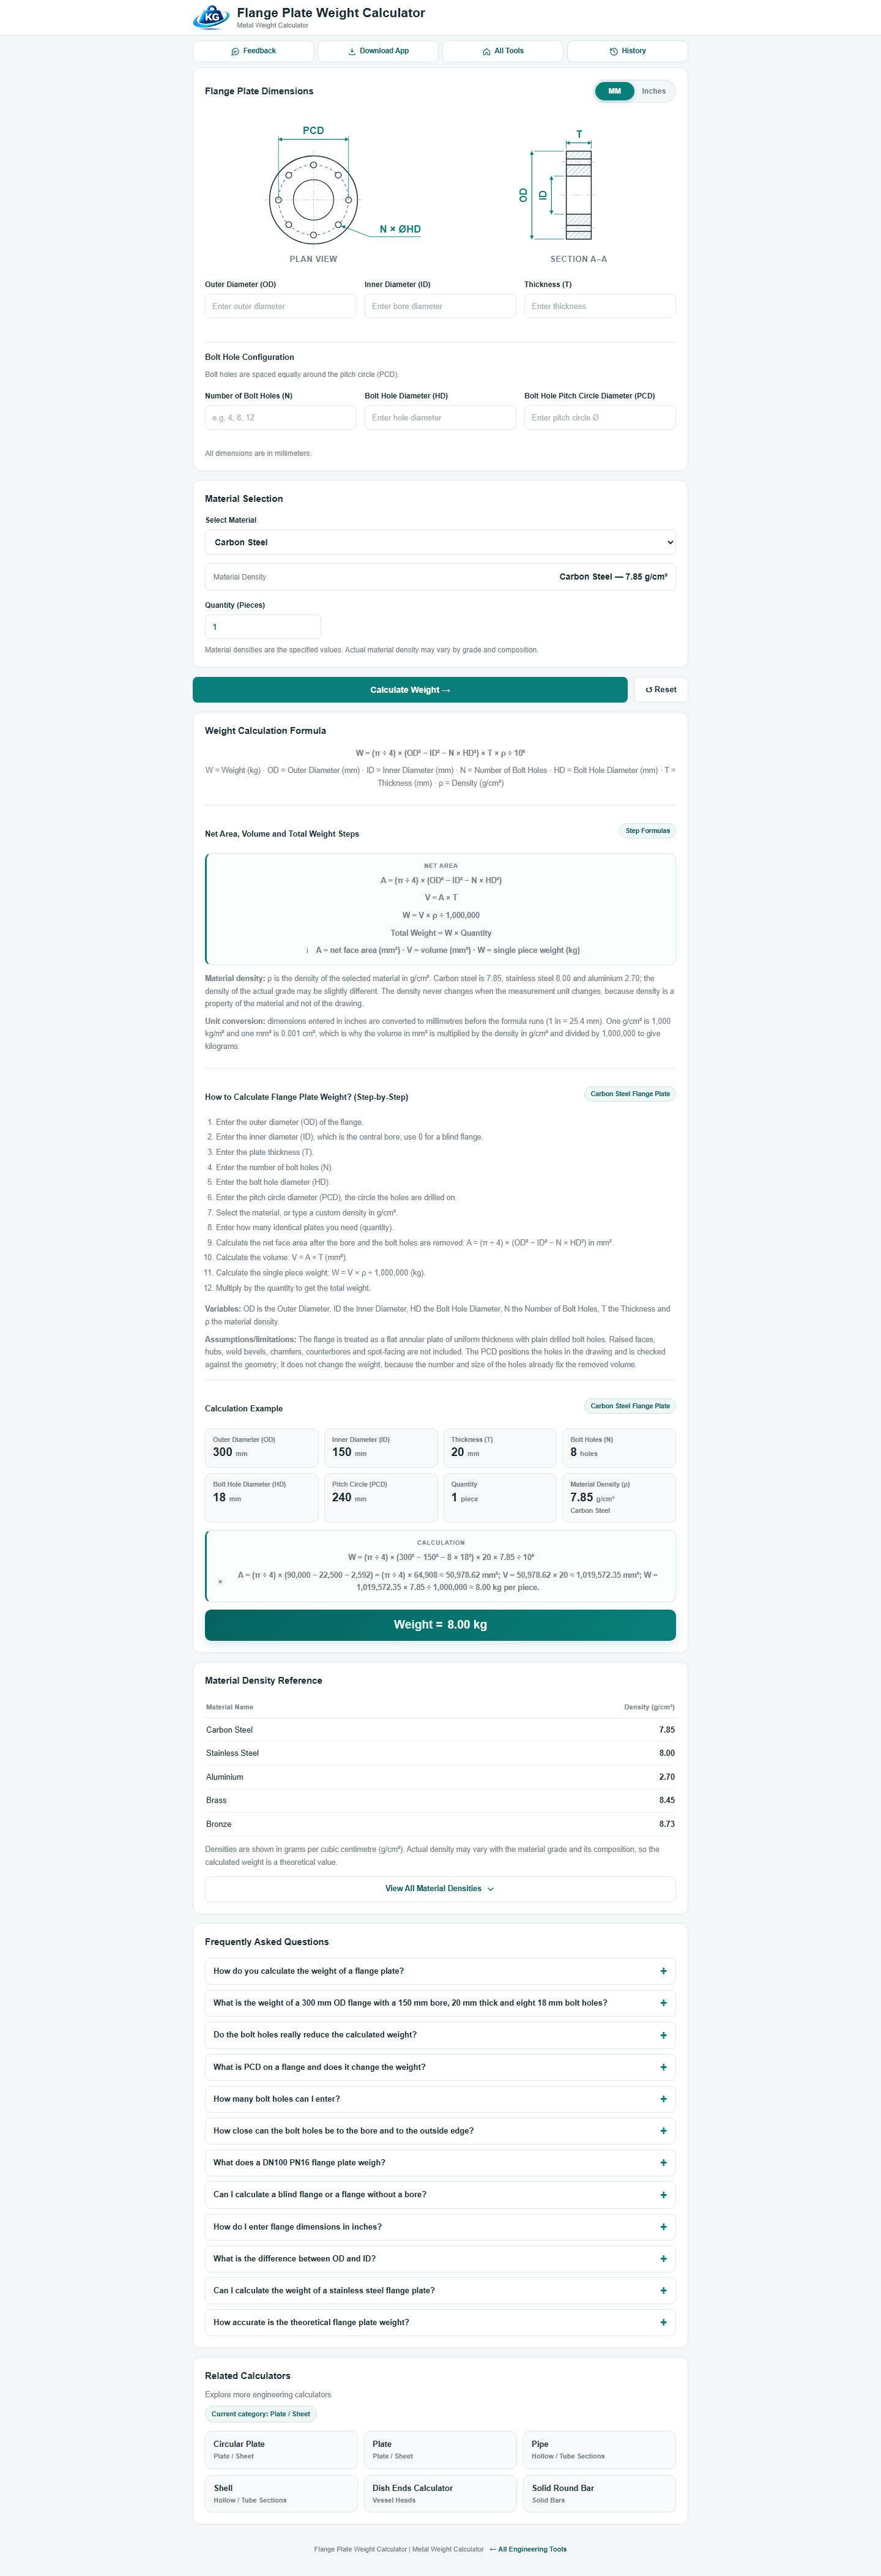 KG
Flange Plate Weight Calculator
Metal Weight Calculator
Feedback
Download App
All Tools
History
Flange Plate Dimensions
MM
Inches
PCD
N × ØHD
PLAN VIEW
T
OD
ID
SECTION A–A
Outer Diameter (OD)
Inner Diameter (ID)
Thickness (T)
Enter outer diameter
Enter bore diameter
Enter thickness
Bolt Hole Configuration
Bolt holes are spaced equally around the pitch circle (PCD).
Number of Bolt Holes (N)
Bolt Hole Diameter (HD)
Bolt Hole Pitch Circle Diameter (PCD)
e.g. 4, 8, 12
Enter hole diameter
Enter pitch circle Ø
All dimensions are in millimeters.
Material Selection
Select Material
Carbon Steel
Material Density
Carbon Steel — 7.85 g/cm³
Quantity (Pieces)
1
Material densities are the specified values. Actual material density may vary by grade and composition.
Calculate Weight →
↺ Reset
Weight Calculation Formula
W = (π ÷ 4) × (OD² − ID² − N × HD²) × T × ρ ÷ 10⁶
W = Weight (kg) · OD = Outer Diameter (mm) · ID = Inner Diameter (mm) · N = Number of Bolt Holes · HD = Bolt Hole Diameter (mm) · T =
Thickness (mm) · ρ = Density (g/cm³)
Net Area, Volume and Total Weight Steps
Step Formulas
NET AREA
A = (π ÷ 4) × (OD² − ID² − N × HD²)
V = A × T
W = V × ρ ÷ 1,000,000
Total Weight = W × Quantity
i A = net face area (mm²) · V = volume (mm³) · W = single piece weight (kg)
Material density: ρ is the density of the selected material in g/cm³. Carbon steel is 7.85, stainless steel 8.00 and aluminium 2.70; the
density of the actual grade may be slightly different. The density never changes when the measurement unit changes, because density is a
property of the material and not of the drawing.
Unit conversion: dimensions entered in inches are converted to millimetres before the formula runs (1 in = 25.4 mm). One g/cm³ is 1,000
kg/m³ and one mm³ is 0.001 cm³, which is why the volume in mm³ is multiplied by the density in g/cm³ and divided by 1,000,000 to give
kilograms.
How to Calculate Flange Plate Weight? (Step-by-Step)
Carbon Steel Flange Plate
1. Enter the outer diameter (OD) of the flange.
2. Enter the inner diameter (ID), which is the central bore; use 0 for a blind flange.
3. Enter the plate thickness (T).
4. Enter the number of bolt holes (N).
5. Enter the bolt hole diameter (HD).
6. Enter the pitch circle diameter (PCD), the circle the holes are drilled on.
7. Select the material, or type a custom density in g/cm³.
8. Enter how many identical plates you need (quantity).
9. Calculate the net face area after the bore and the bolt holes are removed: A = (π ÷ 4) × (OD² − ID² − N × HD²) in mm².
10. Calculate the volume: V = A × T (mm³).
11. Calculate the single piece weight: W = V × ρ ÷ 1,000,000 (kg).
12. Multiply by the quantity to get the total weight.
Variables: OD is the Outer Diameter, ID the Inner Diameter, HD the Bolt Hole Diameter, N the Number of Bolt Holes, T the Thickness and
ρ the material density.
Assumptions/limitations: The flange is treated as a flat annular plate of uniform thickness with plain drilled bolt holes. Raised faces,
hubs, weld bevels, chamfers, counterbores and spot-facing are not included. The PCD positions the holes in the drawing and is checked
against the geometry; it does not change the weight, because the number and size of the holes already fix the removed volume.
Calculation Example
Carbon Steel Flange Plate
Outer Diameter (OD)
300 mm
Inner Diameter (ID)
150 mm
Thickness (T)
20 mm
Bolt Holes (N)
8 holes
Bolt Hole Diameter (HD)
18 mm
Pitch Circle (PCD)
240 mm
Quantity
1 piece
Material Density (ρ)
7.85 g/cm³
Carbon Steel
CALCULATION
W = (π ÷ 4) × (300² − 150² − 8 × 18²) × 20 × 7.85 ÷ 10⁶
× A = (π ÷ 4) × (90,000 − 22,500 − 2,592) = (π ÷ 4) × 64,908 ≈ 50,978.62 mm²; V = 50,978.62 × 20 ≈ 1,019,572.35 mm³; W =
1,019,572.35 × 7.85 ÷ 1,000,000 ≈ 8.00 kg per piece.
Weight = 8.00 kg
Material Density Reference
Material Name
Density (g/cm³)
Carbon Steel 7.85
Stainless Steel 8.00
Aluminium 2.70
Brass 8.45
Bronze 8.73
Densities are shown in grams per cubic centimetre (g/cm³). Actual density may vary with the material grade and its composition, so the
calculated weight is a theoretical value.
View All Material Densities
Frequently Asked Questions
How do you calculate the weight of a flange plate? +
What is the weight of a 300 mm OD flange with a 150 mm bore, 20 mm thick and eight 18 mm bolt holes? +
Do the bolt holes really reduce the calculated weight? +
What is PCD on a flange and does it change the weight? +
How many bolt holes can I enter? +
How close can the bolt holes be to the bore and to the outside edge? +
What does a DN100 PN16 flange plate weigh? +
Can I calculate a blind flange or a flange without a bore? +
How do I enter flange dimensions in inches? +
What is the difference between OD and ID? +
Can I calculate the weight of a stainless steel flange plate? +
How accurate is the theoretical flange plate weight? +
Related Calculators
Explore more engineering calculators
Current category: Plate / Sheet
Circular Plate
Plate / Sheet
Plate
Plate / Sheet
Pipe
Hollow / Tube Sections
Shell
Hollow / Tube Sections
Dish Ends Calculator
Vessel Heads
Solid Round Bar
Solid Bars
Flange Plate Weight Calculator | Metal Weight Calculator ← All Engineering Tools